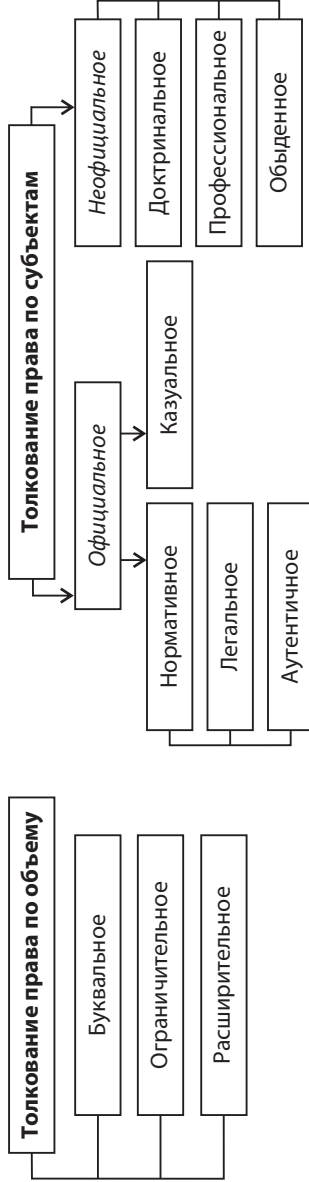 Толкование права по объему
Буквальное
Ограничительное
Расширительное
Толкование права по субъектам
Официальное
Нормативное
Легальное
Аутентичное
Казуальное
Неофициальное
Доктринальное
Профессиональное
Обыденное